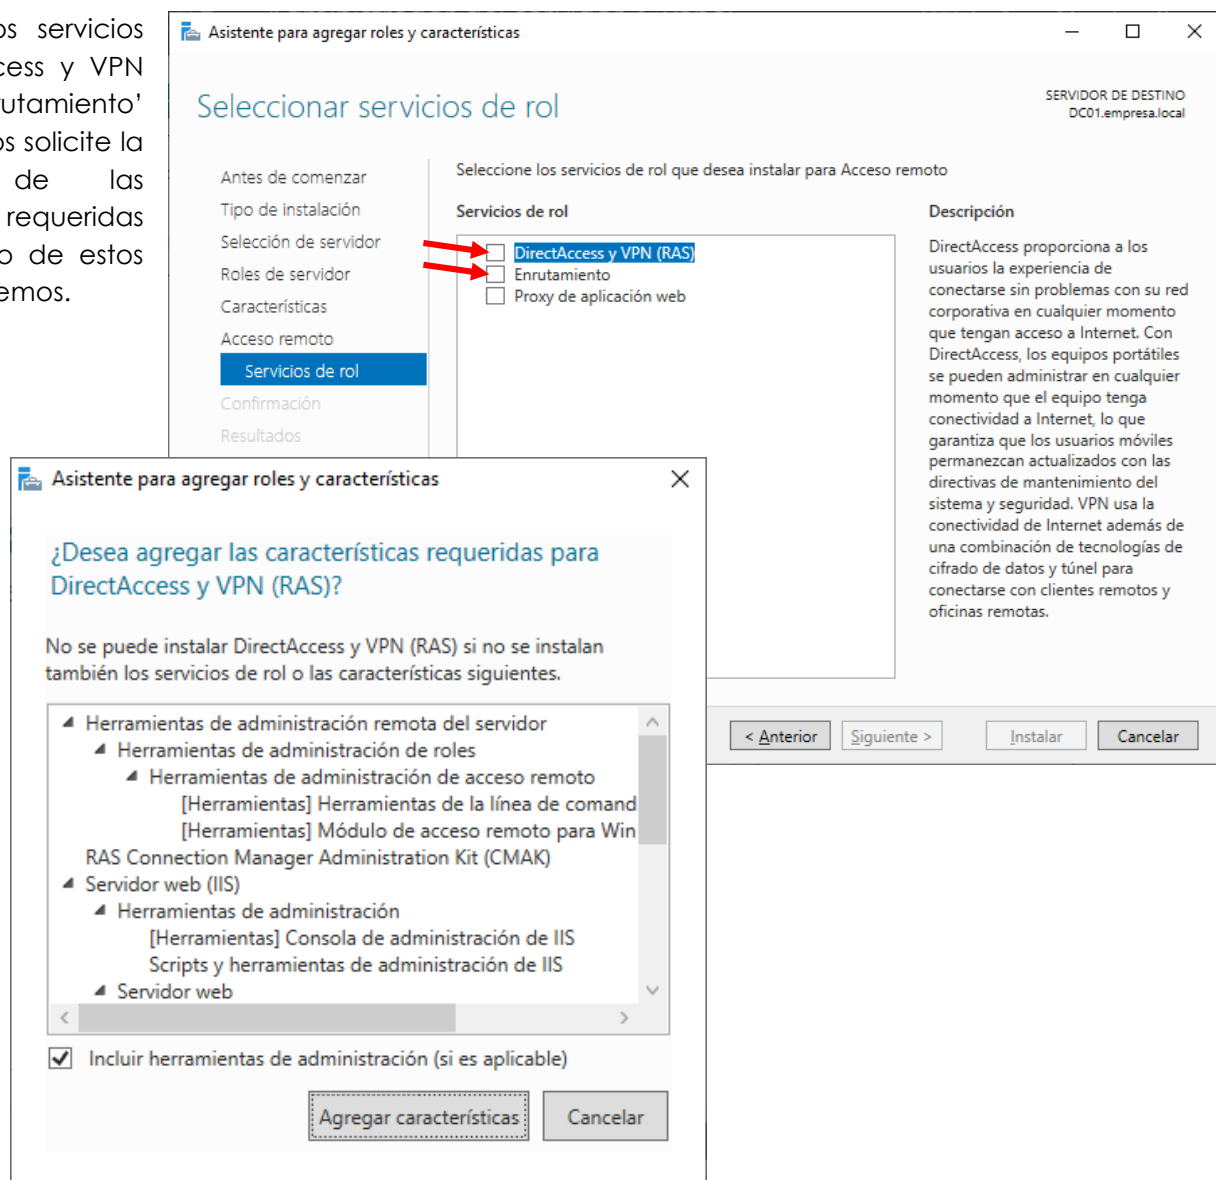 servicios
y VPN
solicite la
de las
requeridas
de estos
Asistente para agregar roles y características
Seleccionar servicios de rol
SERVIDOR DE DESTINO
DC01.empresa.local
Antes de comenzar
Tipo de instalación
Selección de servidor
Roles de servidor
Características
Acceso remoto
Servicios de rol
Confirmación
Resultados
Seleccione los servicios de rol que desea instalar para Acceso remoto
Servicios de rol
DirectAccess y VPN (RAS)
Enrutamiento
Proxy de aplicación web
Descripción
DirectAccess proporciona a los
usuarios la experiencia de
conectarse sin problemas con su red
corporativa en cualquier momento
que tengan acceso a Internet. Con
DirectAccess, los equipos portátiles
se pueden administrar en cualquier
momento que el equipo tenga
conectividad a Internet, lo que
garantiza que los usuarios móviles
permanezcan actualizados con las
directivas de mantenimiento del
sistema y seguridad. VPN usa la
conectividad de Internet además de
una combinación de tecnologías de
cifrado de datos y túnel para
conectarse con clientes remotos y
oficinas remotas.
< Anterior
Siguiente >
Instalar
Cancelar
Asistente para agregar roles y características
¿Desea agregar las características requeridas para
DirectAccess y VPN (RAS)?
No se puede instalar DirectAccess y VPN (RAS) si no se instalan
también los servicios de rol o las características siguientes.
Herramientas de administración remota del servidor
Herramientas de administración de roles
Herramientas de administración de acceso remoto
[Herramientas] Herramientas de la línea de comand
[Herramientas] Módulo de acceso remoto para Win
RAS Connection Manager Administration Kit (CMAK)
Servidor web (IIS)
Herramientas de administración
[Herramientas] Consola de administración de IIS
Scripts y herramientas de administración de IIS
Servidor web
Incluir herramientas de administración (si es aplicable)
Agregar características
Cancelar